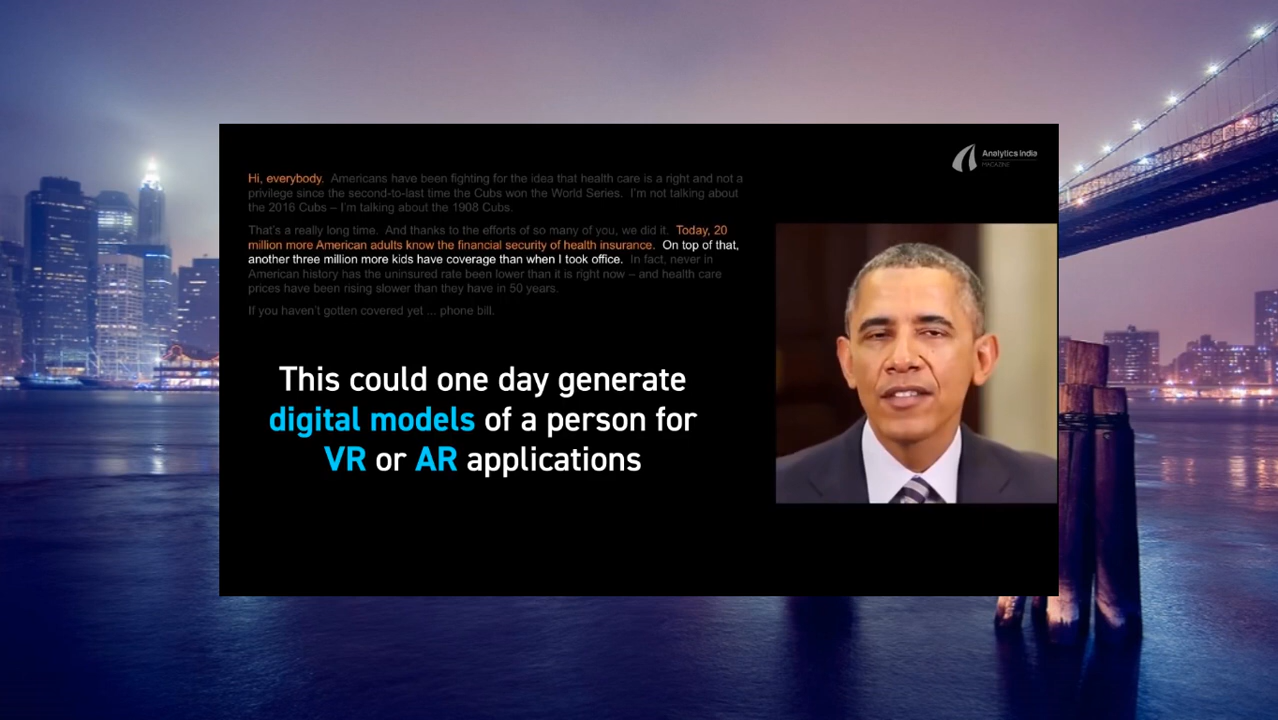 Analytics India
MAGAZINE
Hi, everybody. Americans have been fighting for the idea that health care is a right and not a
privilege since the second-to-last time the Cubs won the World Series. I'm not talking about
the 2016 Cubs – I'm talking about the 1908 Cubs.
That's a really long time. And thanks to the efforts of so many of you, we did it. Today, 20
million more American adults know the financial security of health insurance. On top of that,
another three million more kids have coverage than when I took office. In fact, never in
American history has the uninsured rate been lower than it is right now – and health care
prices have been rising slower than they have in 50 years.
If you haven't gotten covered yet ... phone bill.
This could one day generate
digital models of a person for
VR or AR applications